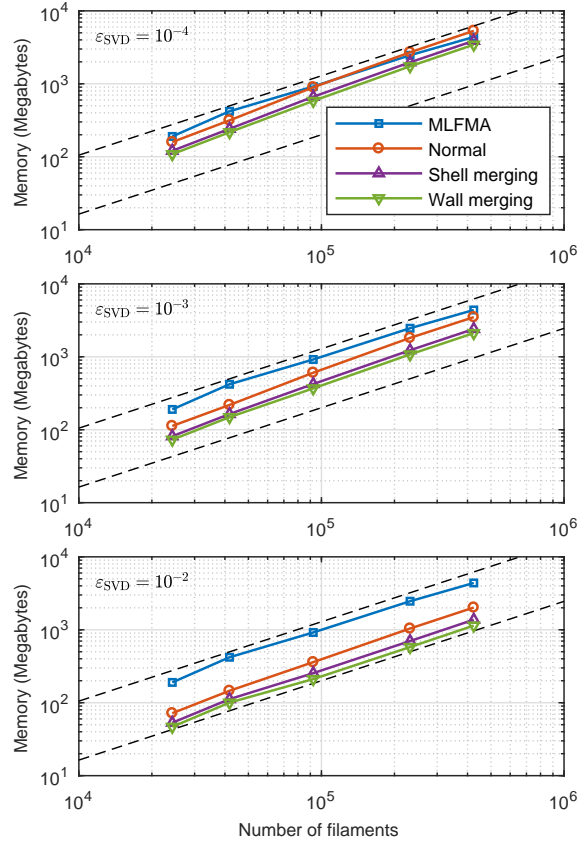 10^4
10^3
10^2
10^1
Memory (Megabytes)
ε_SVD = 10^-4
MLFMA
Normal
Shell merging
Wall merging
10^4
10^5
10^6
10^4
10^3
10^2
10^1
Memory (Megabytes)
ε_SVD = 10^-3
10^4
10^5
10^6
10^4
10^3
10^2
10^1
Memory (Megabytes)
ε_SVD = 10^-2
10^4
10^5
10^6
Number of filaments